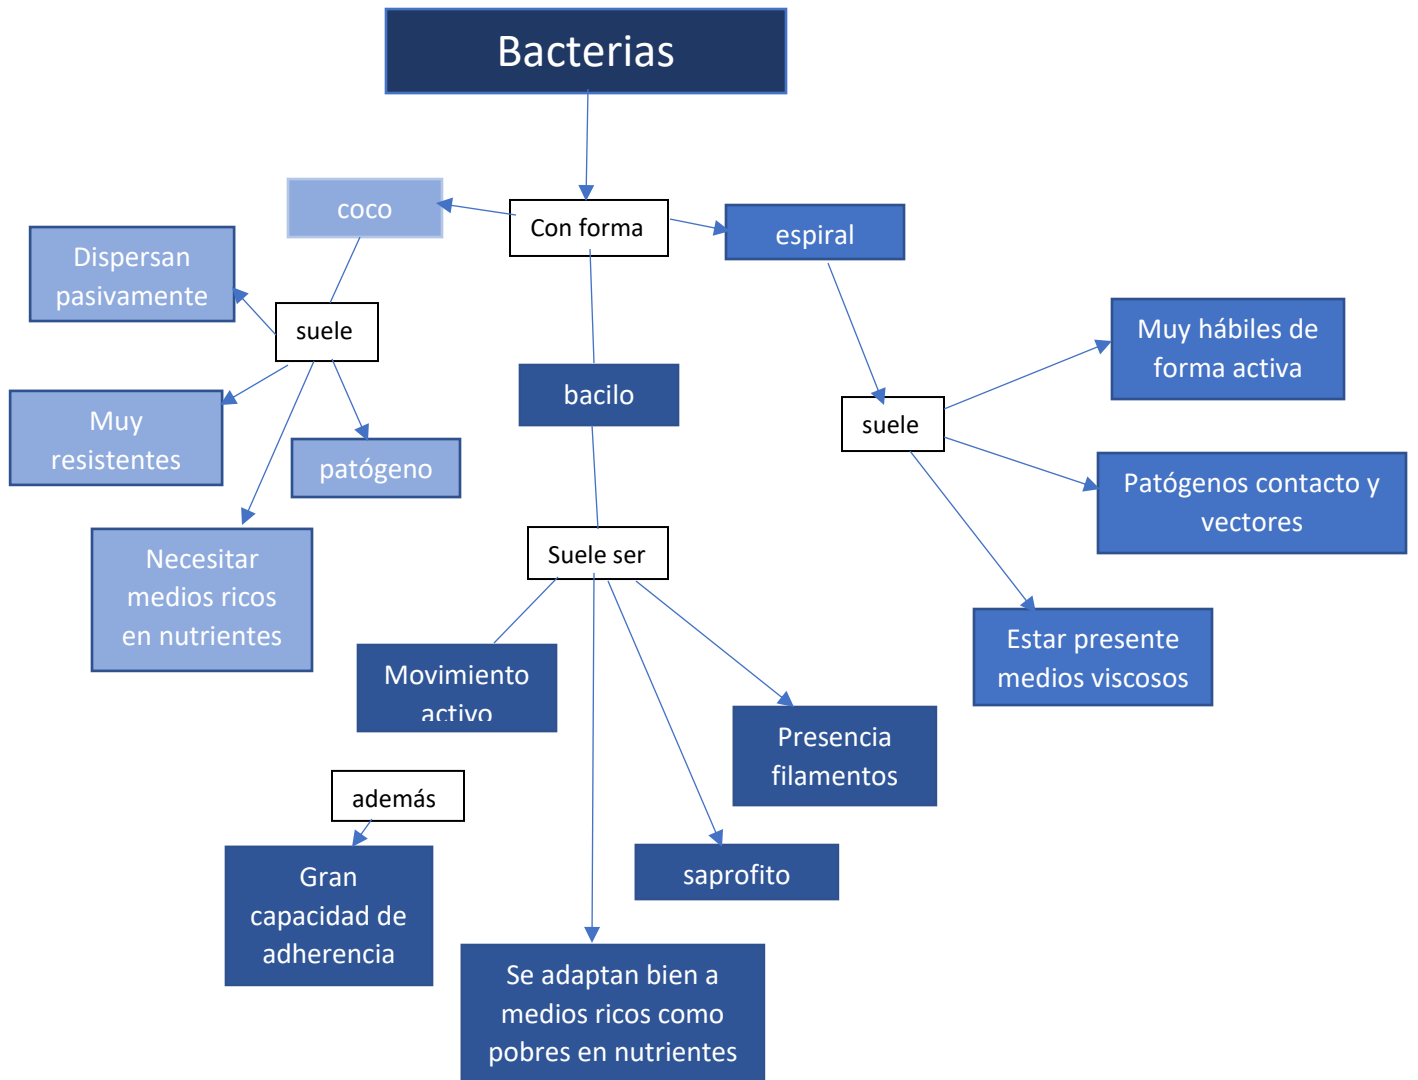 Bacterias
coco
Con forma
espiral
Dispersan
pasivamente
suele
Muy hábiles de
forma activa
Muy
resistentes
bacilo
suele
patógeno
Patógenos contacto y
vectores
Necesitar
medios ricos
en nutrientes
Suele ser
Estar presente
medios viscosos
Movimiento
activo
Presencia
filamentos
además
Gran
capacidad de
adherencia
saprofito
Se adaptan bien a
medios ricos como
pobres en nutrientes